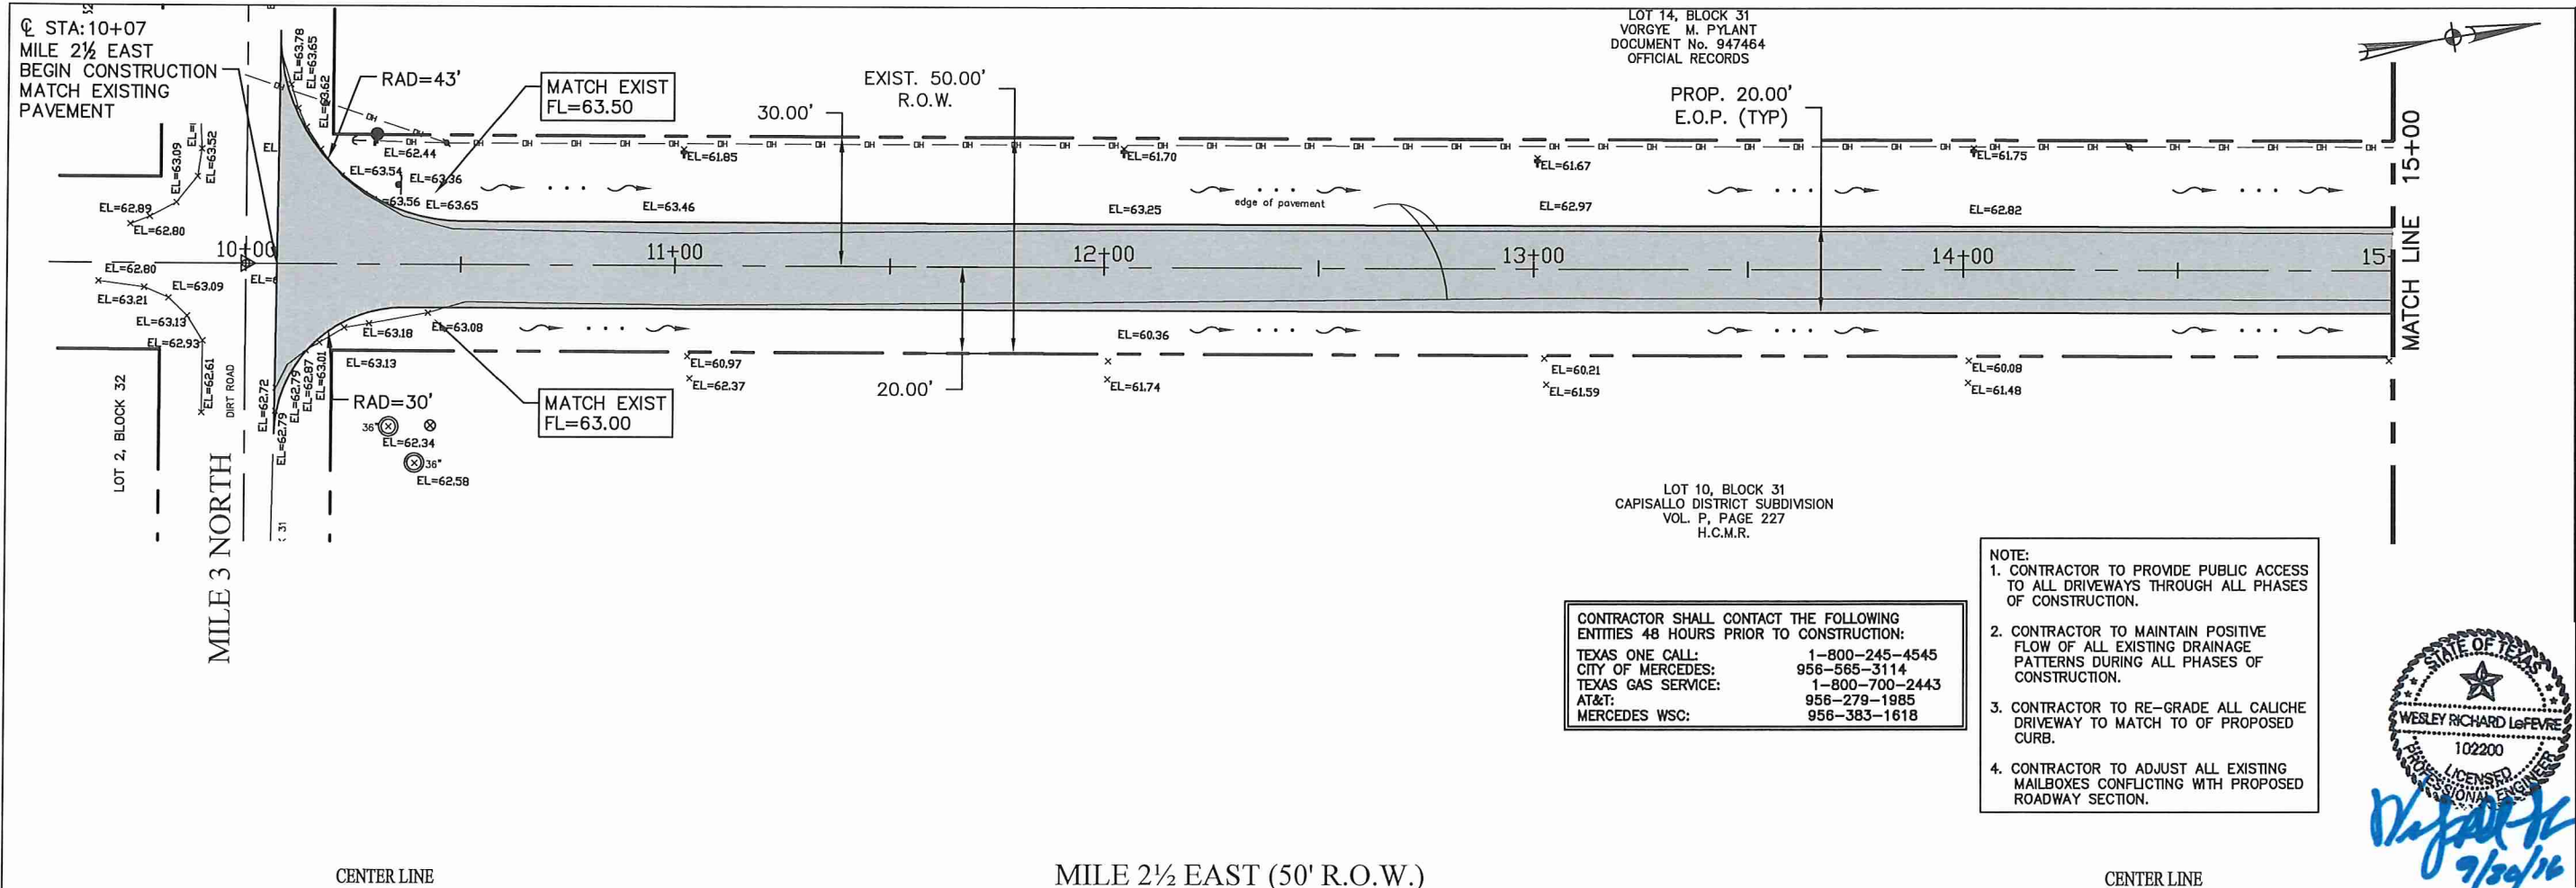 ℄ STA:10+07
MILE 2½ EAST
BEGIN CONSTRUCTION
MATCH EXISTING
PAVEMENT
EL=63.78
EL=63.65
EL=63.62
RAD=43'
MATCH EXIST
FL=63.50
30.00'
EXIST. 50.00'
R.O.W.
LOT 14, BLOCK 31
VORGYE M. PYLANT
DOCUMENT No. 947464
OFFICIAL RECORDS
PROP. 20.00'
E.O.P. (TYP)
MATCH LINE 15+00
EL=63.09
EL=63.52
EL=62.44
EL=61.85
EL=61.70
EL=61.67
EL=61.75
EL=63.54
EL=63.36
EL=63.56
EL=63.65
EL=63.46
EL=63.25
edge of pavement
EL=62.97
EL=62.82
EL=62.89
EL=62.80
10+00
11+00
12+00
13+00
14+00
15
EL=62.80
EL=63.21
EL=63.09
EL=63.13
EL=62.93
EL=62.61
DIRT ROAD
EL=62.72
EL=62.79
EL=62.79
EL=62.87
EL=63.01
EL=63.18
EL=63.08
EL=63.13
EL=60.97
EL=62.37
EL=60.36
EL=61.74
EL=60.21
EL=61.59
EL=60.08
EL=61.48
20.00'
RAD=30'
MATCH EXIST
FL=63.00
36"
EL=62.34
36"
EL=62.58
LOT 2, BLOCK 32
MILE 3 NORTH
31
LOT 10, BLOCK 31
CAPISALLO DISTRICT SUBDIVISION
VOL. P, PAGE 227
H.C.M.R.
CONTRACTOR SHALL CONTACT THE FOLLOWING
ENTITIES 48 HOURS PRIOR TO CONSTRUCTION:
TEXAS ONE CALL: 1-800-245-4545
CITY OF MERCEDES: 956-565-3114
TEXAS GAS SERVICE: 1-800-700-2443
AT&T: 956-279-1985
MERCEDES WSC: 956-383-1618
NOTE:
1. CONTRACTOR TO PROVIDE PUBLIC ACCESS
TO ALL DRIVEWAYS THROUGH ALL PHASES
OF CONSTRUCTION.
2. CONTRACTOR TO MAINTAIN POSITIVE
FLOW OF ALL EXISTING DRAINAGE
PATTERNS DURING ALL PHASES OF
CONSTRUCTION.
3. CONTRACTOR TO RE-GRADE ALL CALICHE
DRIVEWAY TO MATCH TO OF PROPOSED
CURB.
4. CONTRACTOR TO ADJUST ALL EXISTING
MAILBOXES CONFLICTING WITH PROPOSED
ROADWAY SECTION.
STATE OF TEXAS
WESLEY RICHARD LeFEVRE
102200
LICENSED
PROFESSIONAL ENGINEER
9/30/16
CENTER LINE
MILE 2½ EAST (50' R.O.W.)
CENTER LINE